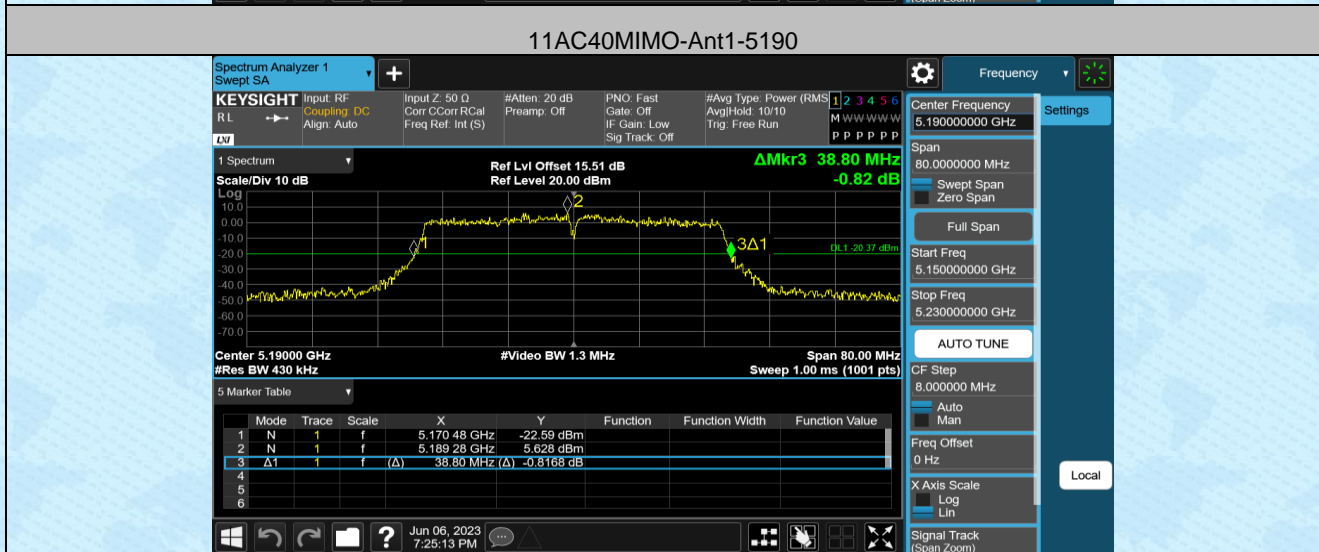 (Span Zoom)
11AC40MIMO-Ant1-5190
Spectrum Analyzer 1
Swept SA
Frequency
KEYSIGHT
R L
LXI
Input: RF
Coupling: DC
Align: Auto
Input Z: 50 Ω
Corr CCorr RCal
Freq Ref: Int (S)
#Atten: 20 dB
Preamp: Off
PNO: Fast
Gate: Off
IF Gain: Low
Sig Track: Off
#Avg Type: Power (RMS
Avg|Hold: 10/10
Trig: Free Run
1 2 3 4 5 6
M W W W W W
P P P P P P
Center Frequency
5.190000000 GHz
Settings
Span
80.0000000 MHz
Swept Span
Zero Span
Full Span
Start Freq
5.150000000 GHz
Stop Freq
5.230000000 GHz
AUTO TUNE
CF Step
8.000000 MHz
Auto
Man
Freq Offset
0 Hz
X Axis Scale
Log
Lin
Signal Track
(Span Zoom)
Local
1 Spectrum
Scale/Div 10 dB
Ref Lvl Offset 15.51 dB
Ref Level 20.00 dBm
ΔMkr3 38.80 MHz
-0.82 dB
Log
10.0
0.00
-10.0
-20.0
-30.0
-40.0
-50.0
-60.0
-70.0
1
2
3Δ1
DL1 -20.37 dBm
Center 5.19000 GHz
#Video BW 1.3 MHz
Span 80.00 MHz
#Res BW 430 kHz
Sweep 1.00 ms (1001 pts)
5 Marker Table
Mode Trace Scale X Y Function Function Width Function Value
1 N 1 f 5.170 48 GHz -22.59 dBm
2 N 1 f 5.189 28 GHz 5.628 dBm
3 Δ1 1 f (Δ) 38.80 MHz (Δ) -0.8168 dB
4
5
6
?
Jun 06, 2023
7:25:13 PM